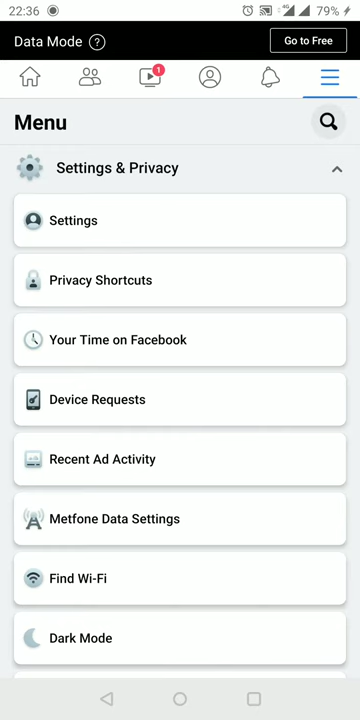 22:36
4G
79%
Data Mode ?
Go to Free
1
Menu
Settings & Privacy
Settings
Privacy Shortcuts
Your Time on Facebook
Device Requests
Recent Ad Activity
Metfone Data Settings
Find Wi-Fi
Dark Mode